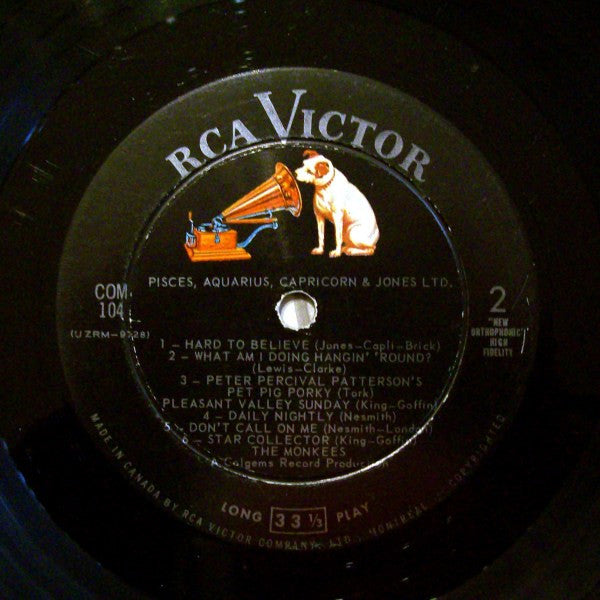 RCA VICTOR
PISCES, AQUARIUS, CAPRICORN & JONES LTD.
COM
104
(UZRM-9728)
2
"NEW
ORTHOPHONIC"
HIGH
FIDELITY
1 – HARD TO BELIEVE (Jones–Capli–Brick)
2 – WHAT AM I DOING HANGIN' 'ROUND?
(Lewis–Clarke)
3 – PETER PERCIVAL PATTERSON'S
PET PIG PORKY (Tork)
PLEASANT VALLEY SUNDAY (King–Goffin)
4 – DAILY NIGHTLY (Nesmith)
5 – DON'T CALL ON ME (Nesmith–London)
6 – STAR COLLECTOR (King–Goffin)
THE MONKEES
A Colgems Record Production
LONG 33 1/3 PLAY
MADE IN CANADA BY RCA VICTOR COMPANY, LTD., MONTREAL COPYRIGHTED